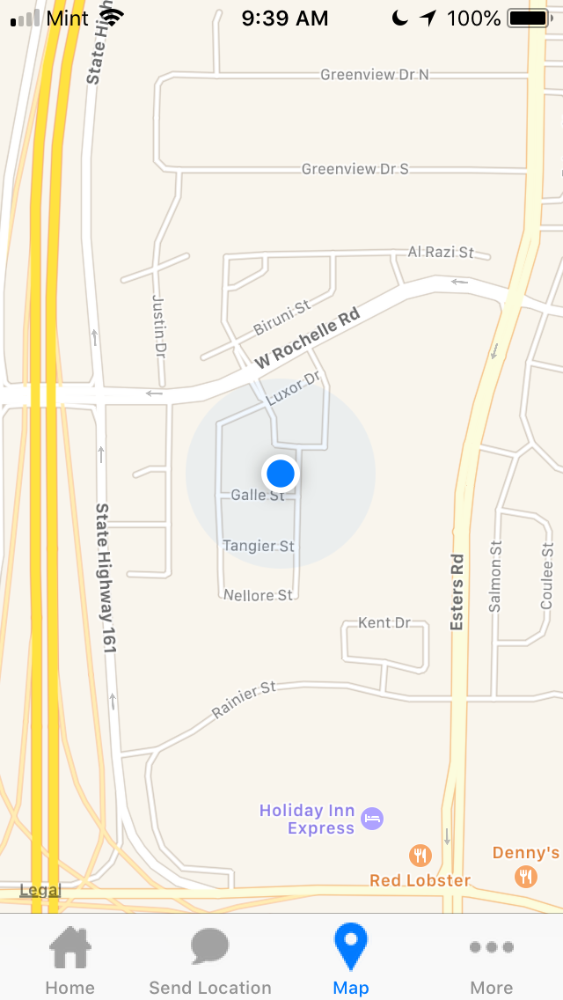 Mint
9:39 AM
100%
State High
Greenview Dr N
Greenview Dr S
Al Razi St
Justin Dr
Biruni St
W Rochelle Rd
Luxor Dr
Galle St
Tangier St
Nellore St
State Highway 161
Esters Rd
Salmon St
Coulee St
Kent Dr
Rainier St
Holiday Inn
Express
Red Lobster
Denny's
Legal
Home
Send Location
Map
More